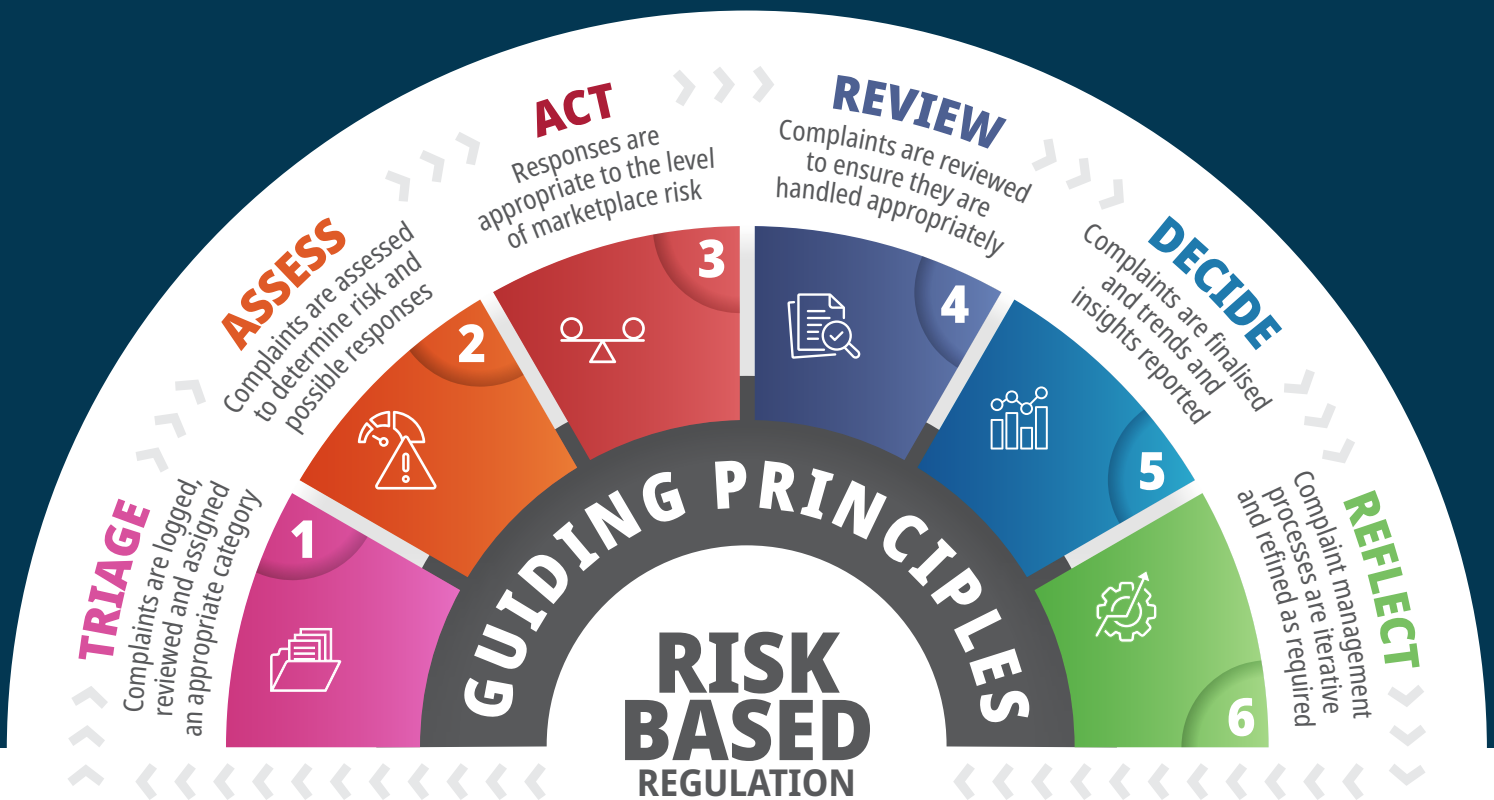 TRIAGE
Complaints are logged,
reviewed and assigned
an appropriate category
1
ASSESS
Complaints are assessed
to determine risk and
possible responses
2
ACT
Responses are
appropriate to the level
of marketplace risk
3
REVIEW
Complaints are reviewed
to ensure they are
handled appropriately
4
DECIDE
Complaints are finalised
and trends and
insights reported
5
REFLECT
Complaint management
processes are iterative
and refined as required
6
GUIDING PRINCIPLES
RISK
BASED
REGULATION